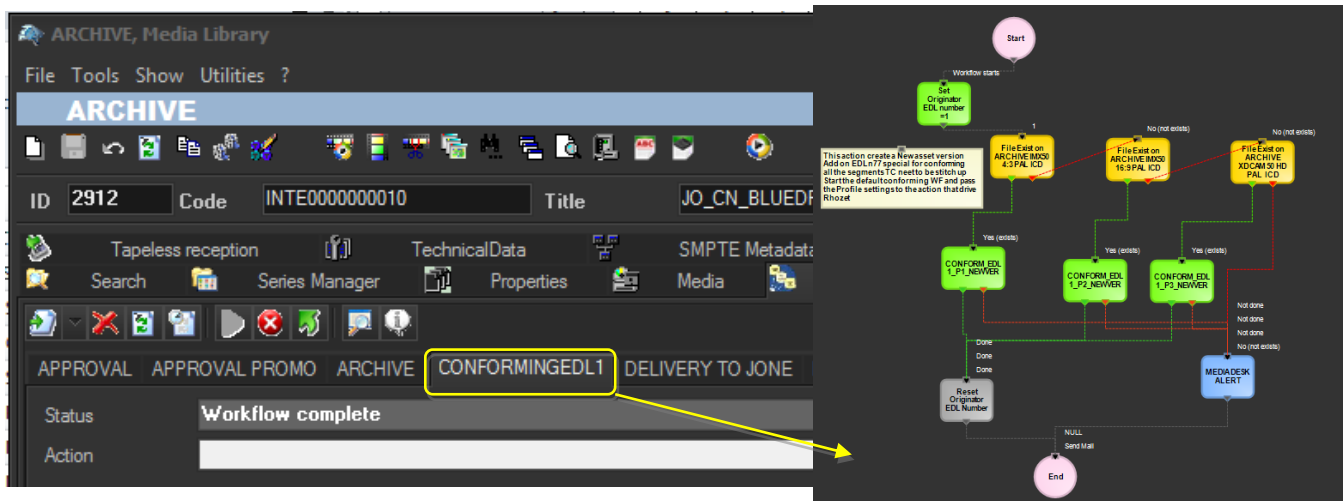 ARCHIVE, Media Library
File Tools Show Utilities ?
ARCHIVE
ID 2912 Code INTE0000000010 Title JO_CN_BLUEDF
Tapeless reception TechnicalData SMPTE Metadata
Search Series Manager Properties Media
APPROVAL APPROVAL PROMO ARCHIVE CONFORMINGEDL1 DELIVERY TO JONE
Status Workflow complete
Action
Start
Workflow starts
Set
Originator
EDL number
=1
1
No (not exists)
No (not exists)
File Exist on
ARCHIVE IMX50
4:3 PAL ICD
File Exist on
ARCHIVE IMX50
16:9 PAL ICD
File Exist on
ARCHIVE
XDCAM 50 HD
PAL ICD
This action create a New asset version
Add on EDL n77 special for conforming
all the segments TC neet to be stitch up
Start the default conforming WF and pass
the Profile settings to the action that drive
Rhozet
Yes (exists)
Yes (exists)
Yes (exists)
CONFORM_EDL
1_P1_NEWVER
CONFORM_EDL
1_P2_NEWVER
CONFORM_EDL
1_P3_NEWVER
Not done
Not done
Not done
No (not exists)
Done
Done
Done
MEDIADESK
ALERT
Reset
Originator
EDL Number
NULL
Send Mail
End